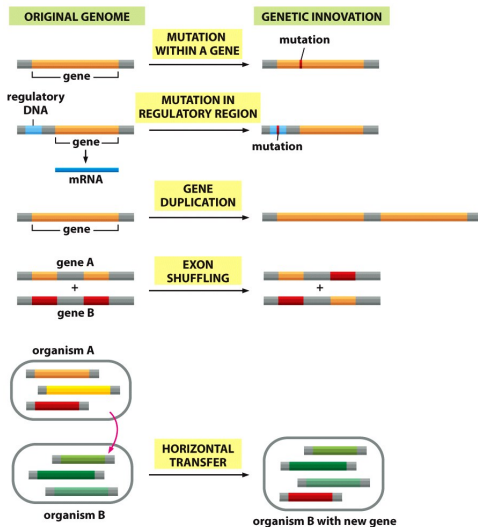 ORIGINAL GENOME
GENETIC INNOVATION
MUTATION
WITHIN A GENE
mutation
gene
regulatory
DNA
MUTATION IN
REGULATORY REGION
gene
mutation
mRNA
GENE
DUPLICATION
gene
gene A
EXON
SHUFFLING
+
+
gene B
organism A
HORIZONTAL
TRANSFER
organism B
organism B with new gene